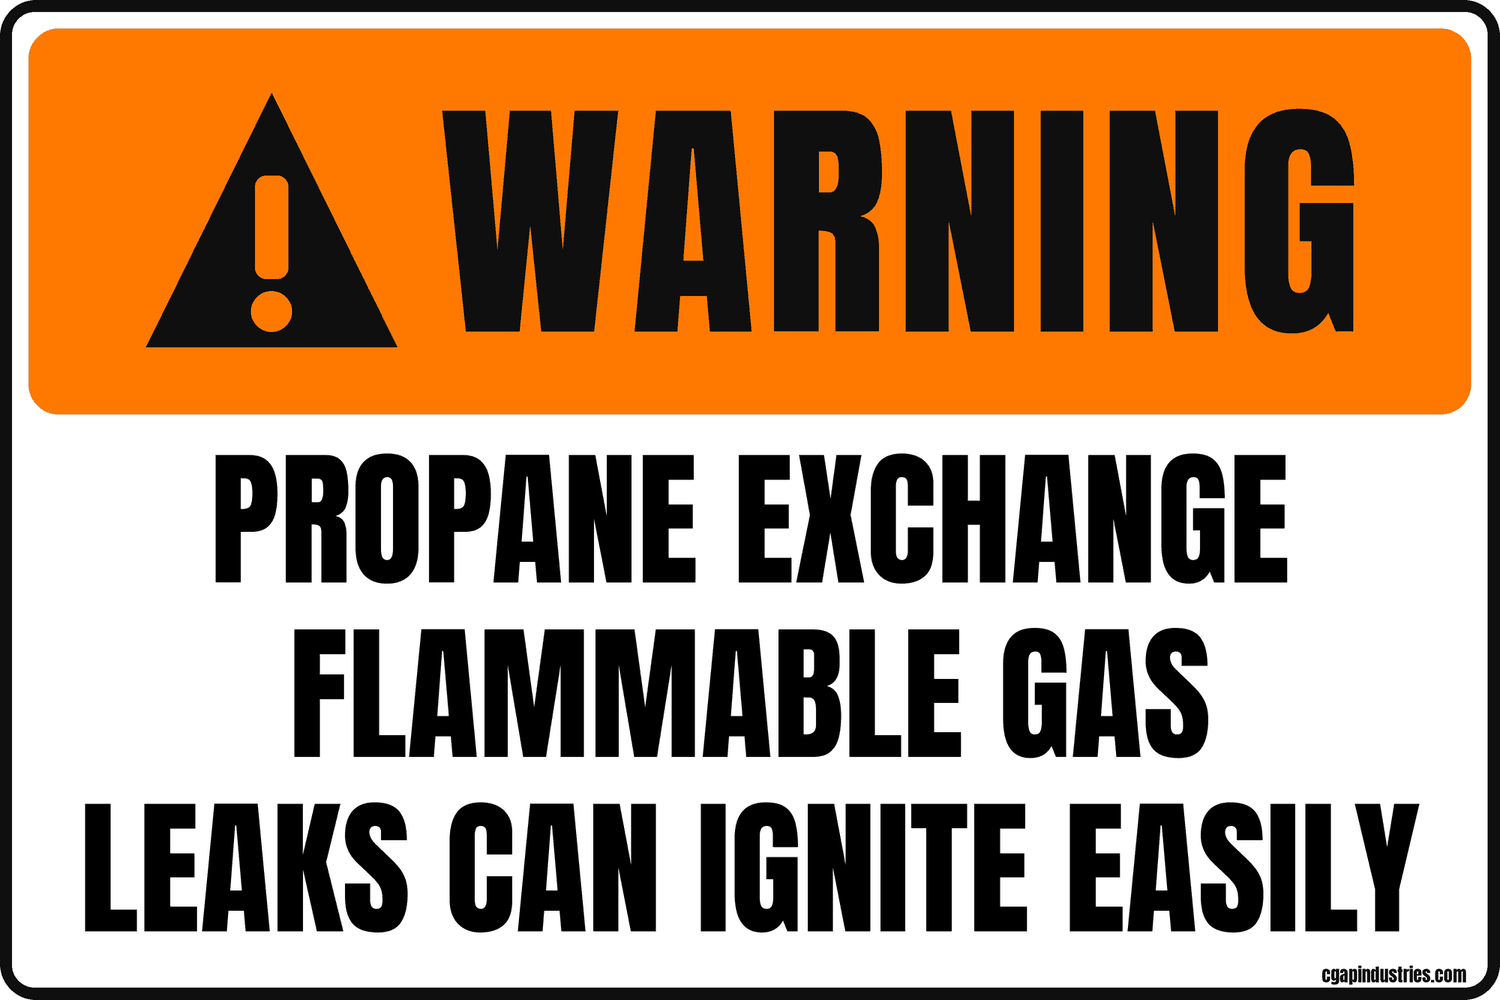 WARNING
PROPANE EXCHANGE
FLAMMABLE GAS
LEAKS CAN IGNITE EASILY
cgapindustries.com